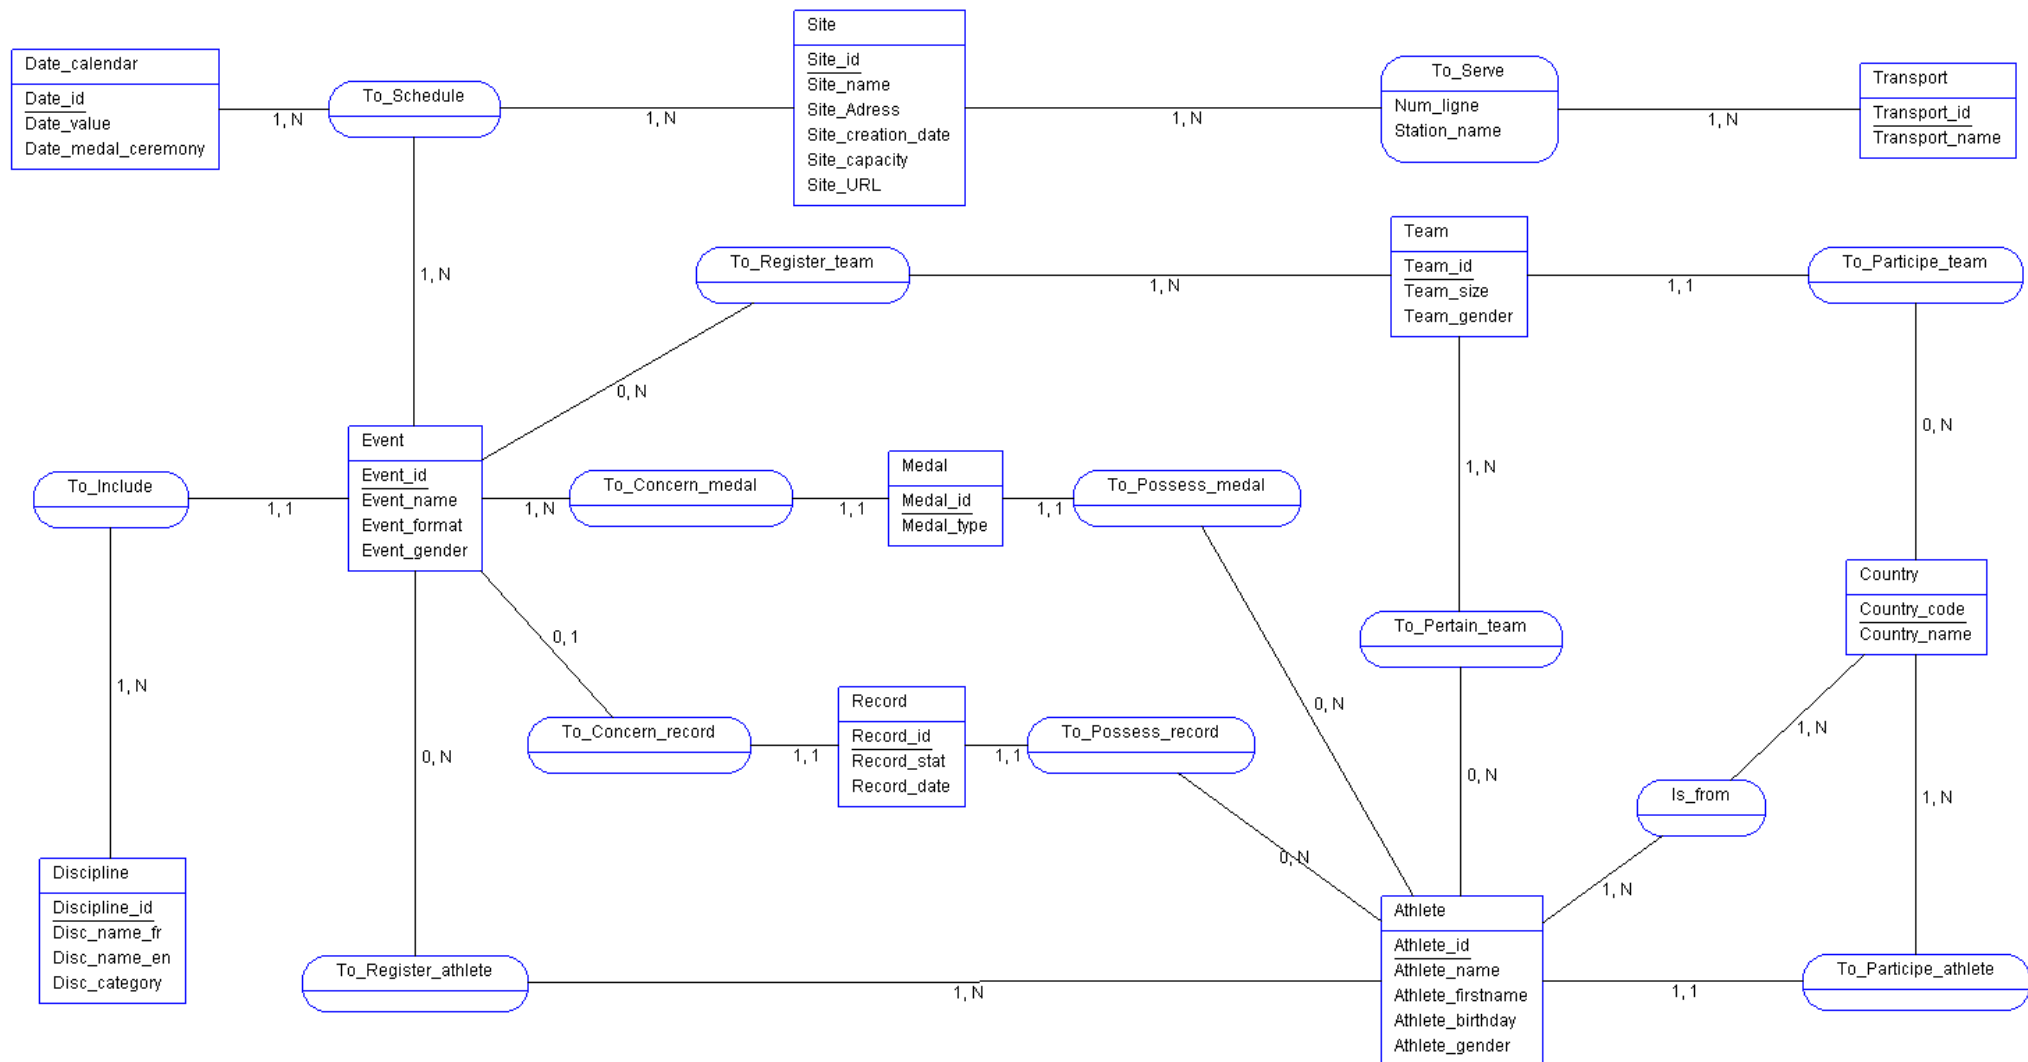 Date_calendar
Date_id
Date_value
Date_medal_ceremony
1, N
To_Schedule
1, N
Site
Site_id
Site_name
Site_Adress
Site_creation_date
Site_capacity
Site_URL
1, N
To_Serve
Num_ligne
Station_name
1, N
Transport
Transport_id
Transport_name
1, N
To_Register_team
1, N
Team
Team_id
Team_size
Team_gender
1, 1
To_Participe_team
0, N
0, N
1, N
Event
Event_id
Event_name
Event_format
Event_gender
To_Include
1, 1
1, N
To_Concern_medal
1, 1
Medal
Medal_id
Medal_type
1, 1
To_Possess_medal
Country
Country_code
Country_name
To_Pertain_team
0, 1
1, N
0, N
To_Concern_record
1, 1
Record
Record_id
Record_stat
Record_date
1, 1
To_Possess_record
0, N
0, N
0, N
1, N
Is_from
1, N
1, N
Discipline
Discipline_id
Disc_name_fr
Disc_name_en
Disc_category
To_Register_athlete
1, N
Athlete
Athlete_id
Athlete_name
Athlete_firstname
Athlete_birthday
Athlete_gender
1, 1
To_Participe_athlete